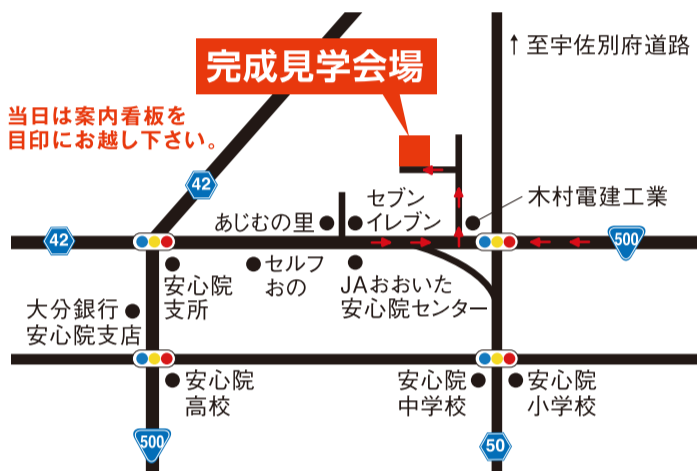 ↑至宇佐別府道路
完成見学会場
当日は案内看板を
目印にお越し下さい。
42
セブン
イレブン
木村電建工業
あじむの里
42
500
安心院
支所
セルフ
おの
JAおおいた
安心院センター
大分銀行
安心院支店
安心院
高校
安心院
中学校
安心院
小学校
500
50